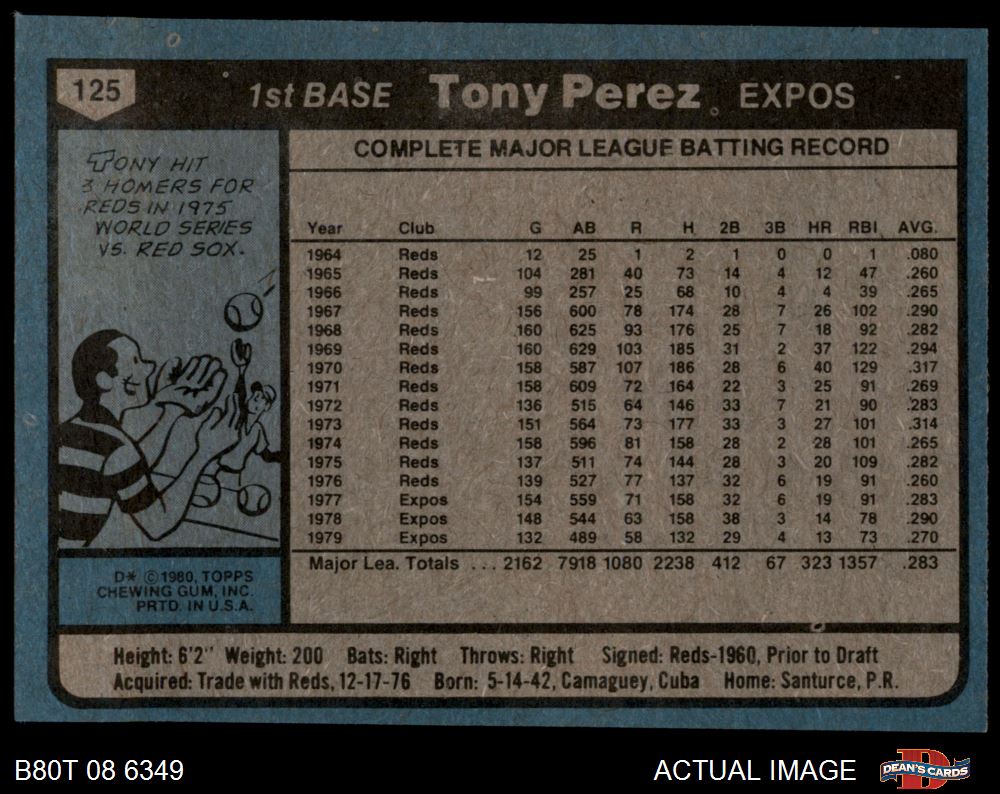 125
1st BASE Tony Perez EXPOS
TONY HIT
3 HOMERS FOR
REDS IN 1975
WORLD SERIES
VS. RED SOX.
D* ©1980, TOPPS
CHEWING GUM, INC.
PRTD. IN U.S.A.
COMPLETE MAJOR LEAGUE BATTING RECORD
Year Club G AB R H 2B 3B HR RBI AVG.
1964 Reds 12 25 1 2 1 0 0 1 .080
1965 Reds 104 281 40 73 14 4 12 47 .260
1966 Reds 99 257 25 68 10 4 4 39 .265
1967 Reds 156 600 78 174 28 7 26 102 .290
1968 Reds 160 625 93 176 25 7 18 92 .282
1969 Reds 160 629 103 185 31 2 37 122 .294
1970 Reds 158 587 107 186 28 6 40 129 .317
1971 Reds 158 609 72 164 22 3 25 91 .269
1972 Reds 136 515 64 146 33 7 21 90 .283
1973 Reds 151 564 73 177 33 3 27 101 .314
1974 Reds 158 596 81 158 28 2 28 101 .265
1975 Reds 137 511 74 144 28 3 20 109 .282
1976 Reds 139 527 77 137 32 6 19 91 .260
1977 Expos 154 559 71 158 32 6 19 91 .283
1978 Expos 148 544 63 158 38 3 14 78 .290
1979 Expos 132 489 58 132 29 4 13 73 .270
Major Lea. Totals ... 2162 7918 1080 2238 412 67 323 1357 .283
Height: 6'2" Weight: 200 Bats: Right Throws: Right Signed: Reds-1960, Prior to Draft
Acquired: Trade with Reds, 12-17-76 Born: 5-14-42, Camaguey, Cuba Home: Santurce, P.R.
B80T 08 6349
ACTUAL IMAGE
D
DEAN'S CARDS